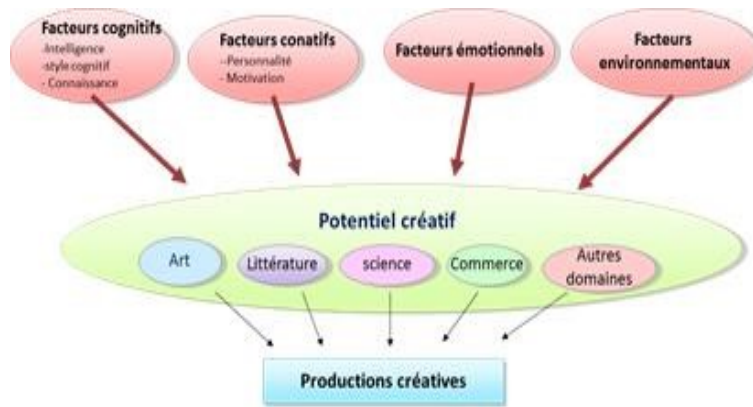 Facteurs cognitifs
-Intelligence
-style cognitif
- Connaissance
Facteurs conatifs
--Personnalité
- Motivation
Facteurs émotionnels
Facteurs
environnementaux
Potentiel créatif
Art
Littérature
science
Commerce
Autres
domaines
Productions créatives